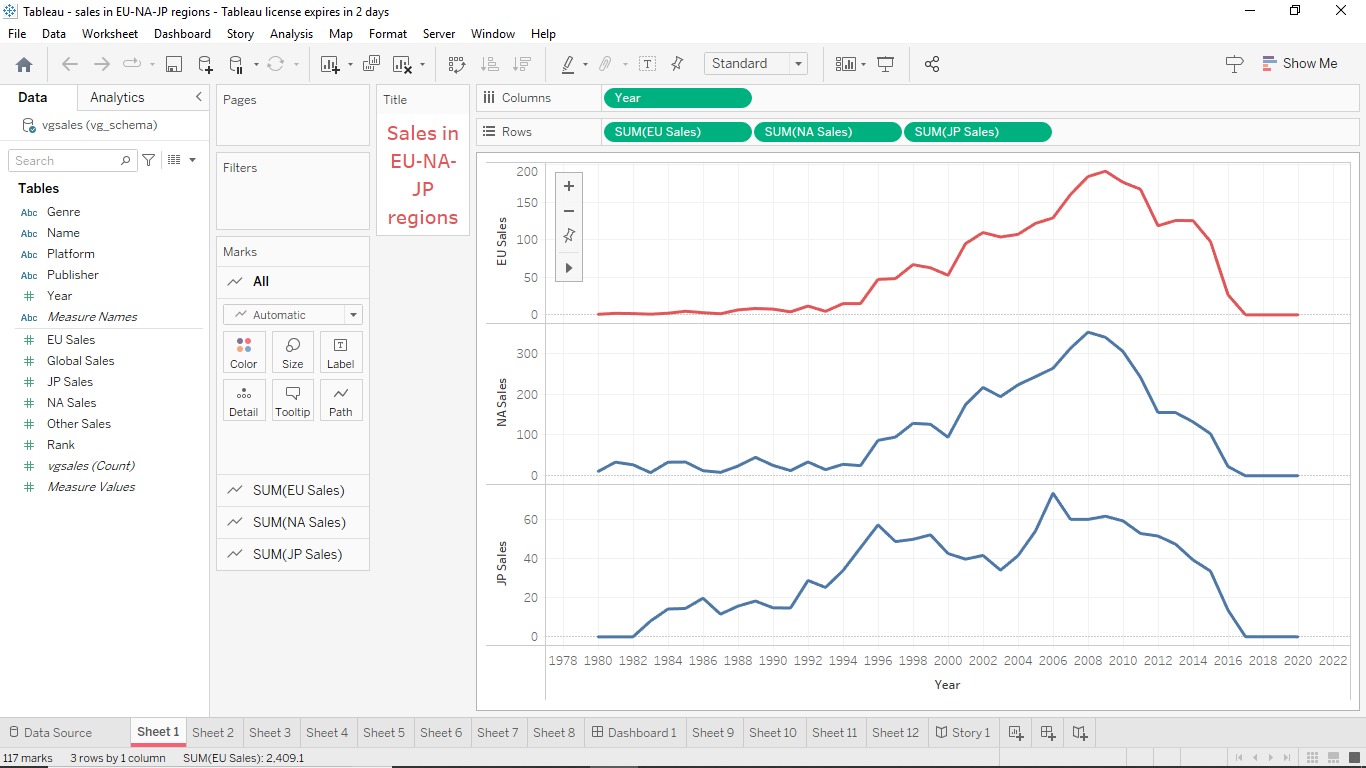 Tableau - sales in EU-NA-JP regions - Tableau license expires in 2 days
File Data Worksheet Dashboard Story Analysis Map Format Server Window Help
Standard
Show Me
Data Analytics
vgsales (vg_schema)
Search
Tables
Abc Genre
Abc Name
Abc Platform
Abc Publisher
Year
Abc Measure Names
EU Sales
Global Sales
JP Sales
NA Sales
Other Sales
Rank
vgsales (Count)
Measure Values
Pages
Filters
Marks
All
Automatic
Color Size Label
Detail Tooltip Path
SUM(EU Sales)
SUM(NA Sales)
SUM(JP Sales)
Title
Sales in
EU-NA-
JP
regions
Columns Year
Rows SUM(EU Sales) SUM(NA Sales) SUM(JP Sales)
EU Sales
200
150
100
50
0
NA Sales
300
200
100
0
JP Sales
60
40
20
0
1978 1980 1982 1984 1986 1988 1990 1992 1994 1996 1998 2000 2002 2004 2006 2008 2010 2012 2014 2016 2018 2020 2022
Year
Data Source Sheet 1 Sheet 2 Sheet 3 Sheet 4 Sheet 5 Sheet 6 Sheet 7 Sheet 8 Dashboard 1 Sheet 9 Sheet 10 Sheet 11 Sheet 12 Story 1
117 marks 3 rows by 1 column SUM(EU Sales): 2,409.1